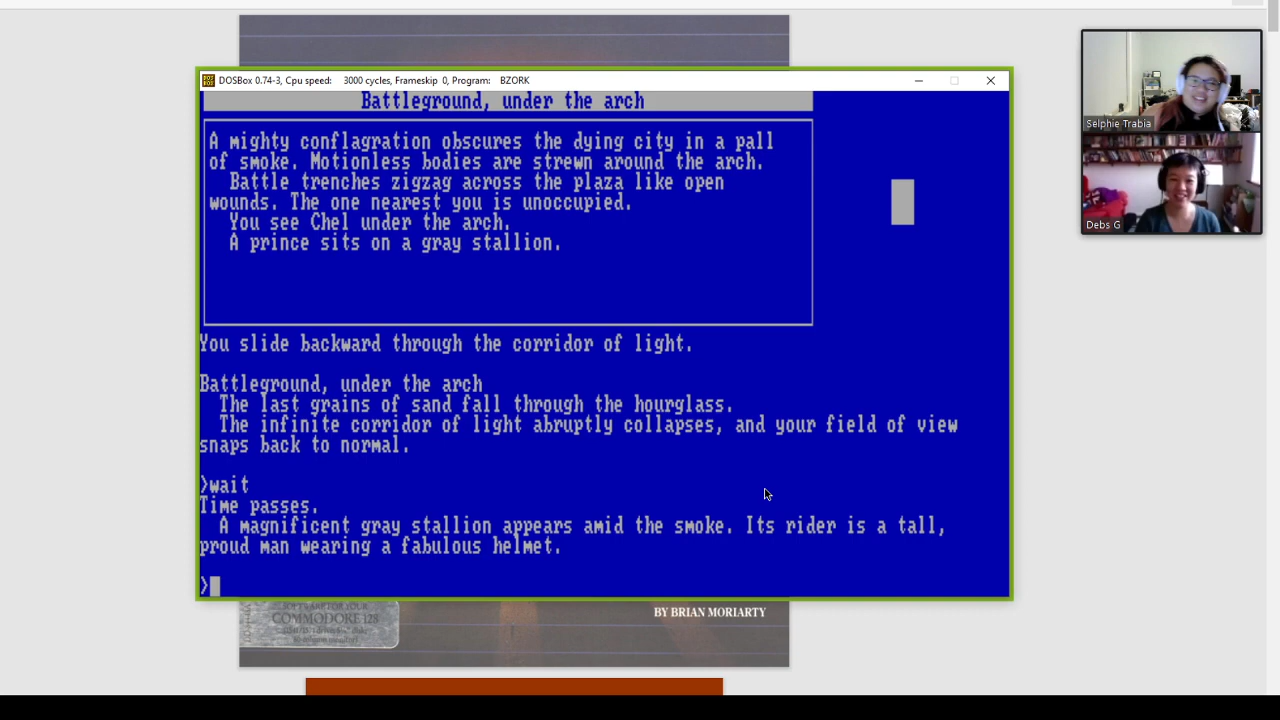 DOSBox 0.74-3, Cpu speed: 3000 cycles, Frameskip 0, Program: BZORK
Battleground, under the arch
A mighty conflagration obscures the dying city in a pall
of smoke. Motionless bodies are strewn around the arch.
Battle trenches zigzag across the plaza like open
wounds. The one nearest you is unoccupied.
You see Chel under the arch.
A prince sits on a gray stallion.
You slide backward through the corridor of light.
Battleground, under the arch
The last grains of sand fall through the hourglass.
The infinite corridor of light abruptly collapses, and your field of view
snaps back to normal.
>wait
Time passes.
A magnificent gray stallion appears amid the smoke. Its rider is a tall,
proud man wearing a fabulous helmet.
>
SOFTWARE FOR YOUR
COMMODORE 128
BY BRIAN MORIARTY
Selphie Trabia
Debs G